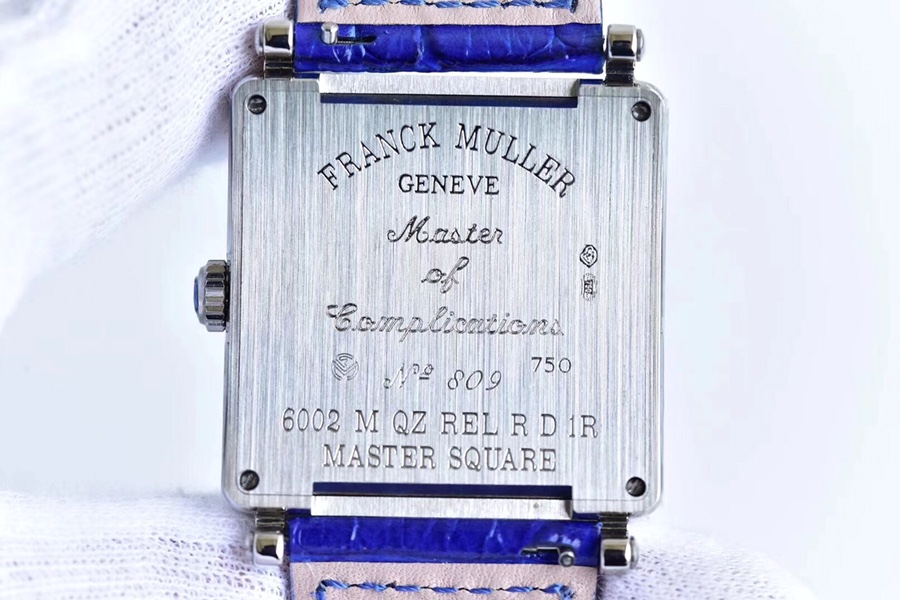 FRANCK MULLER
GENEVE
Master
of
Complications
750
Nº 809
6002 M QZ REL R D 1R
MASTER SQUARE